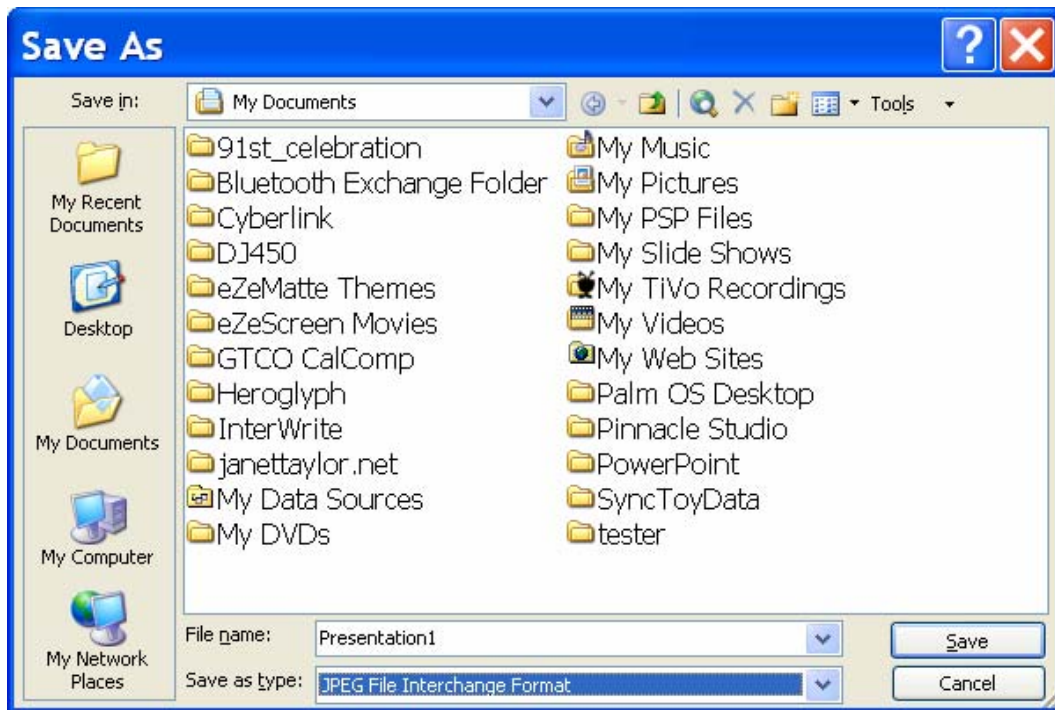 Save As
Save in:
My Documents
Tools
My Recent
Documents
Desktop
My Documents
My Computer
My Network
Places
91st_celebration
Bluetooth Exchange Folder
Cyberlink
DJ450
eZeMatte Themes
eZeScreen Movies
GTCO CalComp
Heroglyph
InterWrite
janettaylor.net
My Data Sources
My DVDs
My Music
My Pictures
My PSP Files
My Slide Shows
My TiVo Recordings
My Videos
My Web Sites
Palm OS Desktop
Pinnacle Studio
PowerPoint
SyncToyData
tester
File name:
Presentation1
Save
Save as type:
JPEG File Interchange Format
Cancel